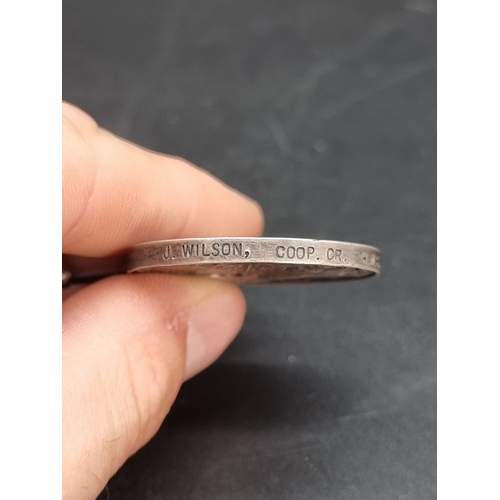 J. WILSON, COOP. CR.